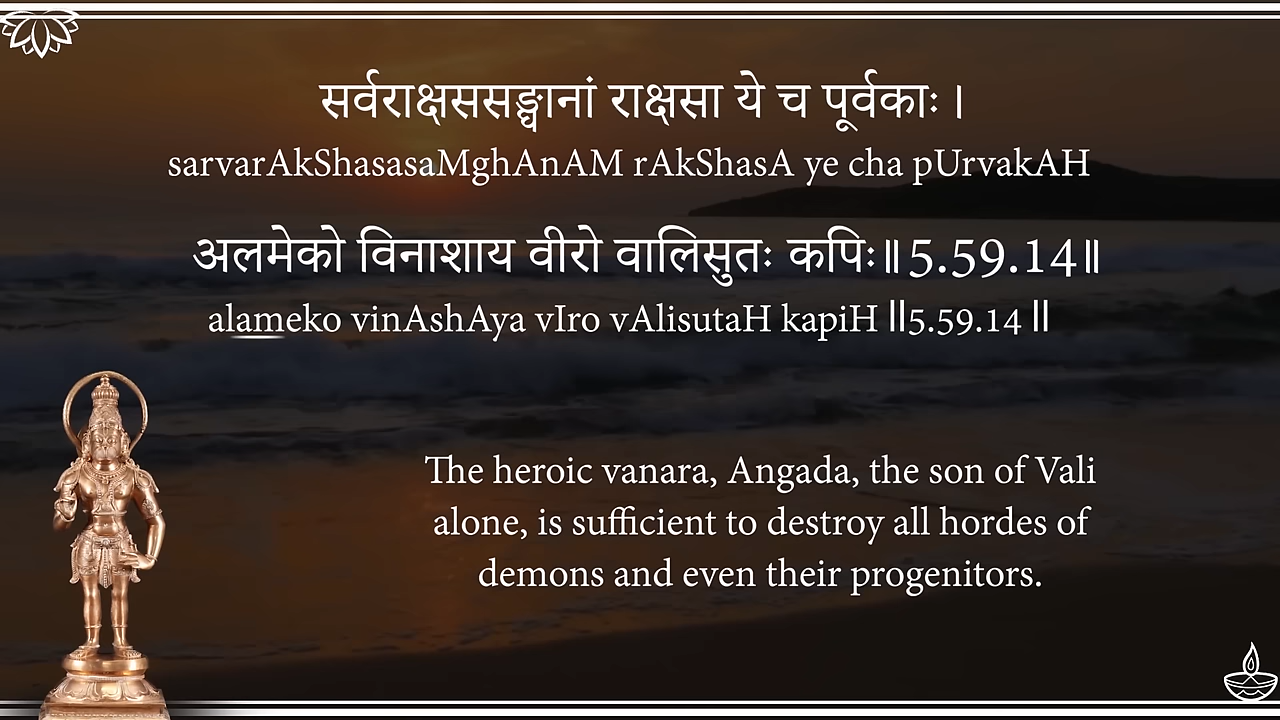 सर्वराक्षससङ्घानां राक्षसा ये च पूर्वकाः ।
sarvarAkShasasaMghAnAM rAkShasA ye cha pUrvakAH
अलमेको विनाशाय वीरो वालिसुतः कपिः॥5.59.14॥
alameko vinAshAya vIro vAlisutaH kapiH ||5.59.14 ||
The heroic vanara, Angada, the son of Vali
alone, is sufficient to destroy all hordes of
demons and even their progenitors.